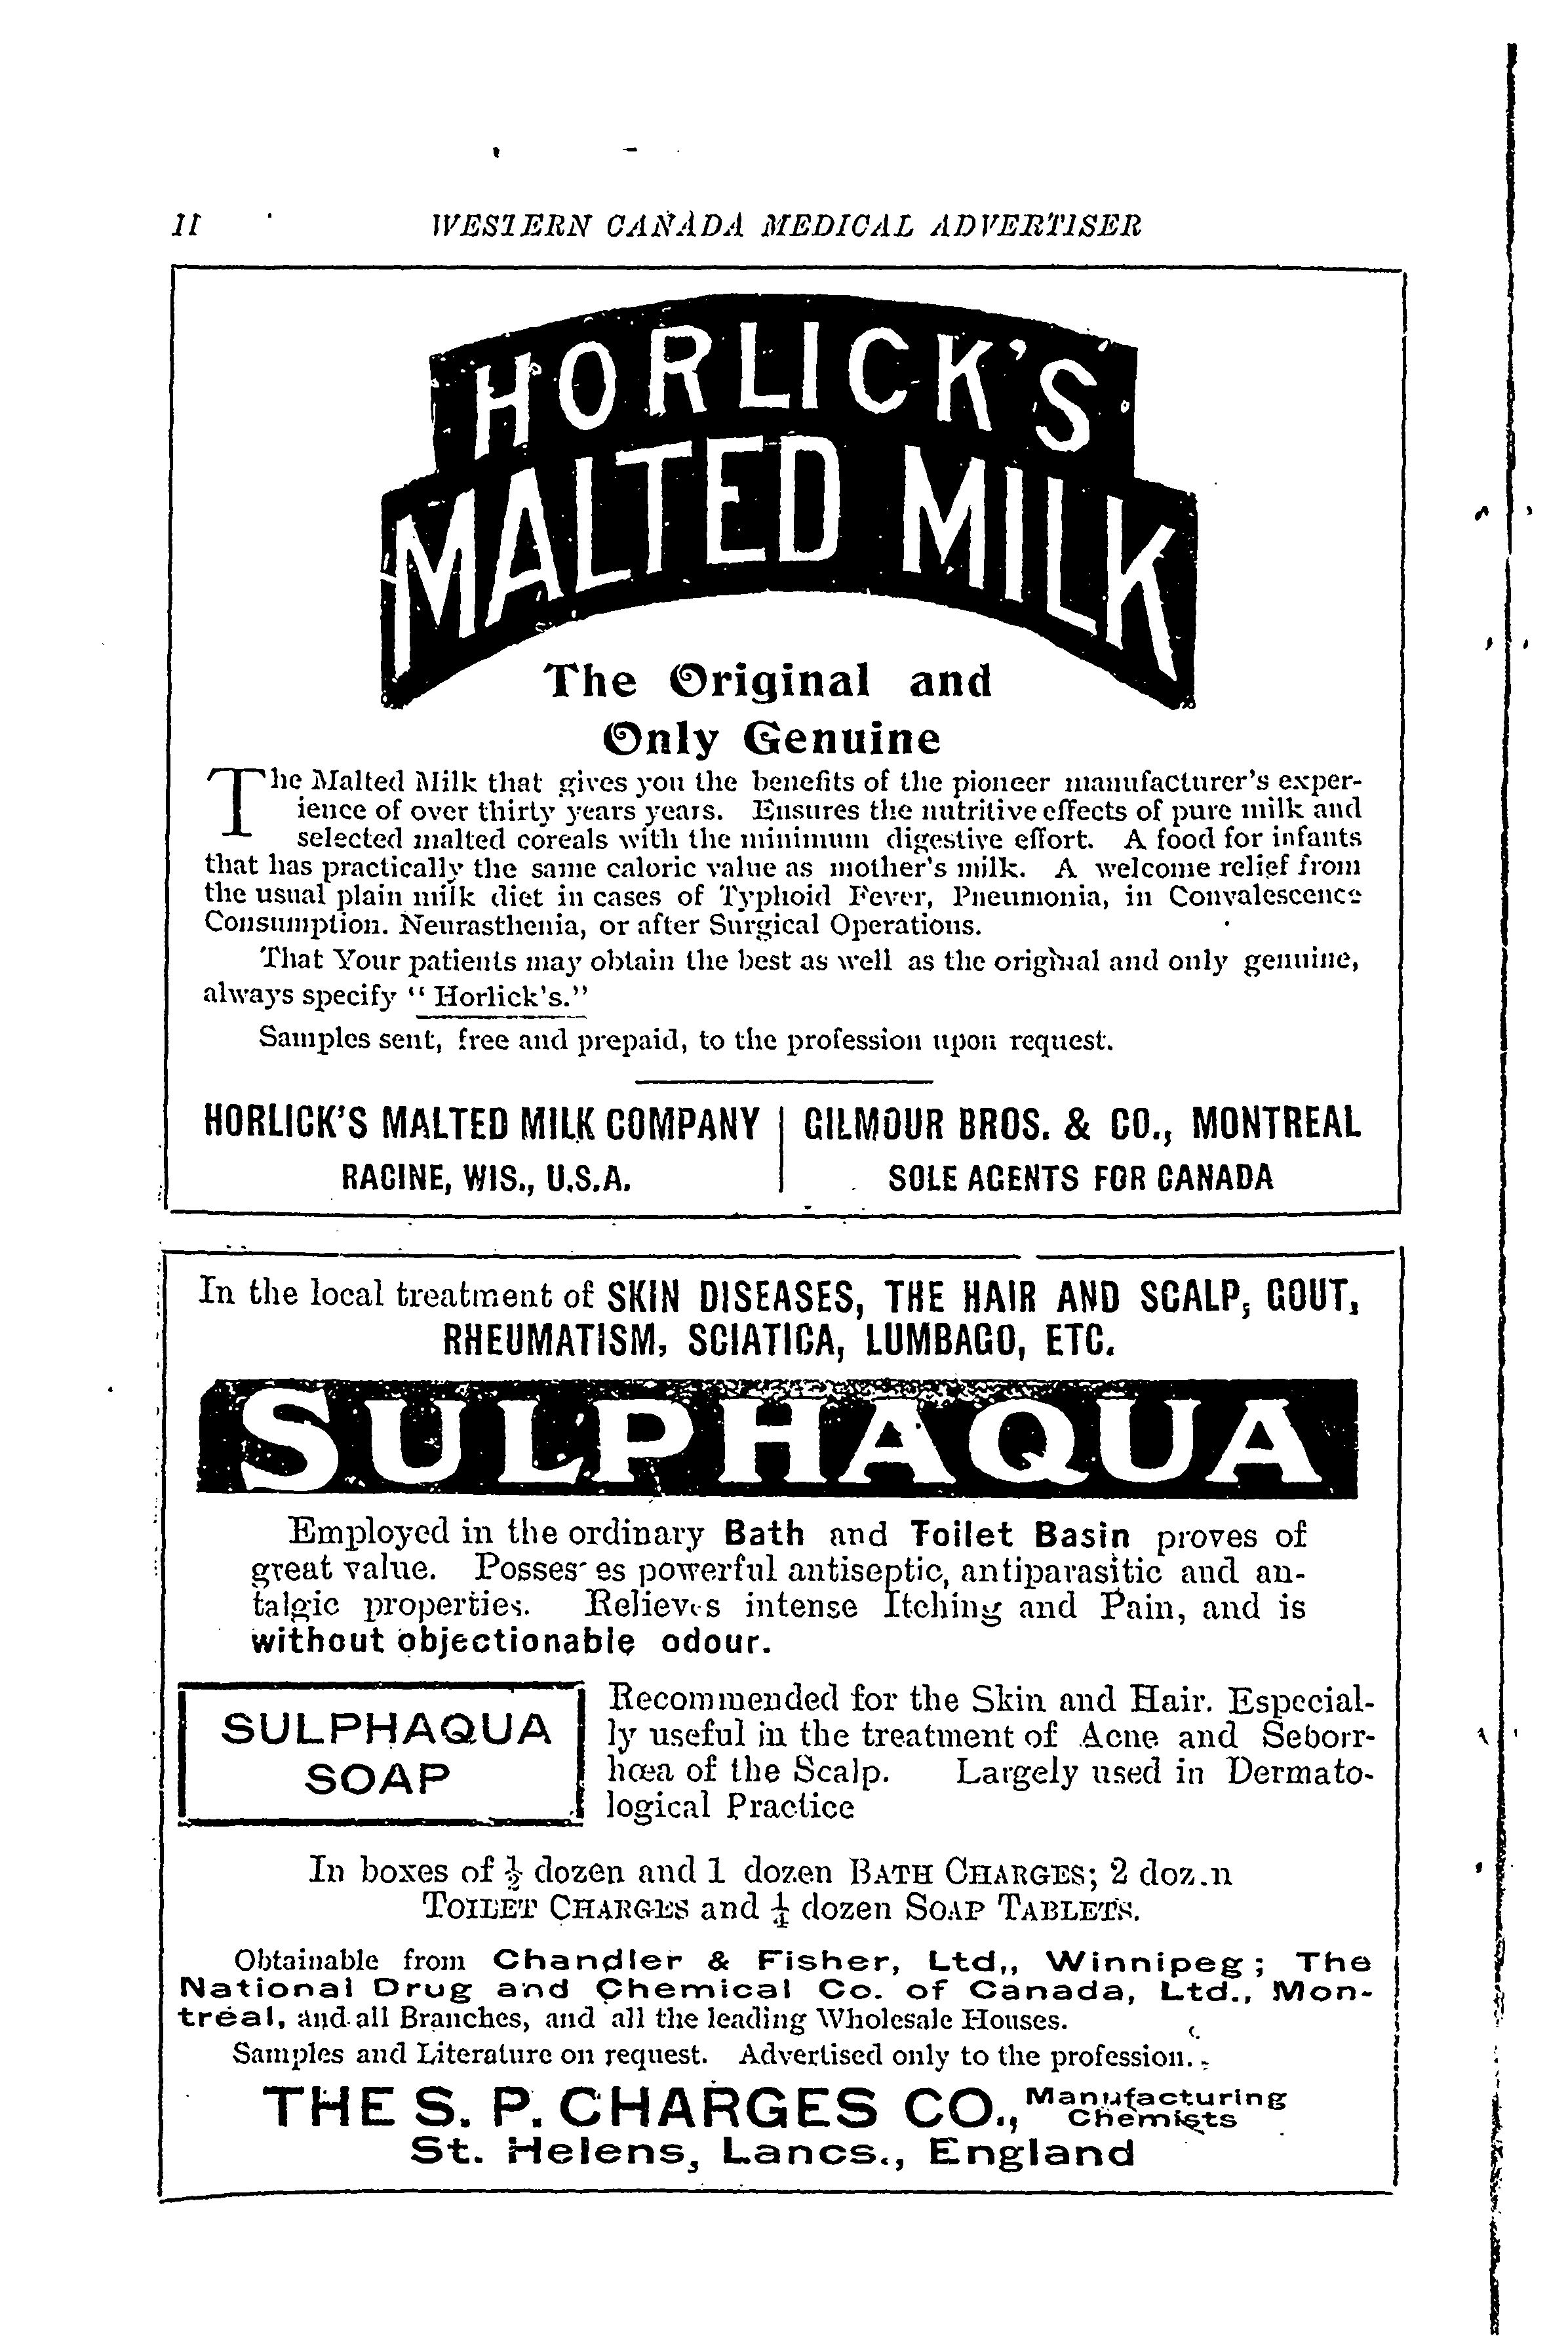 II WESTERN CANADA MEDICAL ADVERTISER
HORLICK'S
MALTED MILK
The Original and
Only Genuine
The Malted Milk that gives you the benefits of the pioneer manufacturer's exper-
ience of over thirty years years. Ensures the nutritive effects of pure milk and
selected malted coreals with the minimum digestive effort. A food for infants
that has practically the same caloric value as mother's milk. A welcome relief from
the usual plain milk diet in cases of Typhoid Fever, Pneumonia, in Convalescence
Consumption. Neurasthenia, or after Surgical Operations.
That Your patients may obtain the best as well as the original and only genuine,
always specify "Horlick's."
Samples sent, free and prepaid, to the profession upon request.
HORLICK'S MALTED MILK COMPANY
RACINE, WIS., U.S.A.
GILMOUR BROS. & CO., MONTREAL
SOLE AGENTS FOR CANADA
In the local treatment of SKIN DISEASES, THE HAIR AND SCALP, GOUT,
RHEUMATISM, SCIATICA, LUMBAGO, ETC.
SULPHAQUA
Employed in the ordinary Bath and Toilet Basin proves of
great value. Posses es powerful antiseptic, antiparasitic and an-
talgic properties. Relieves intense Itching and Pain, and is
without objectionable odour.
SULPHAQUA
SOAP
Recommended for the Skin and Hair. Especial-
ly useful in the treatment of Acne and Seborr-
hœa of the Scalp. Largely used in Dermato-
logical Practice
In boxes of ½ dozen and 1 dozen BATH CHARGES; 2 doz.n
TOILET CHARGES and ¼ dozen SOAP TABLETS.
Obtainable from Chandler & Fisher, Ltd,, Winnipeg; The
National Drug and Chemical Co. of Canada, Ltd., Mon-
treal, and all Branches, and all the leading Wholesale Houses.
Samples and Literature on request. Advertised only to the profession.
THE S. P. CHARGES CO., Manufacturing
Chemists
St. Helens, Lancs., England